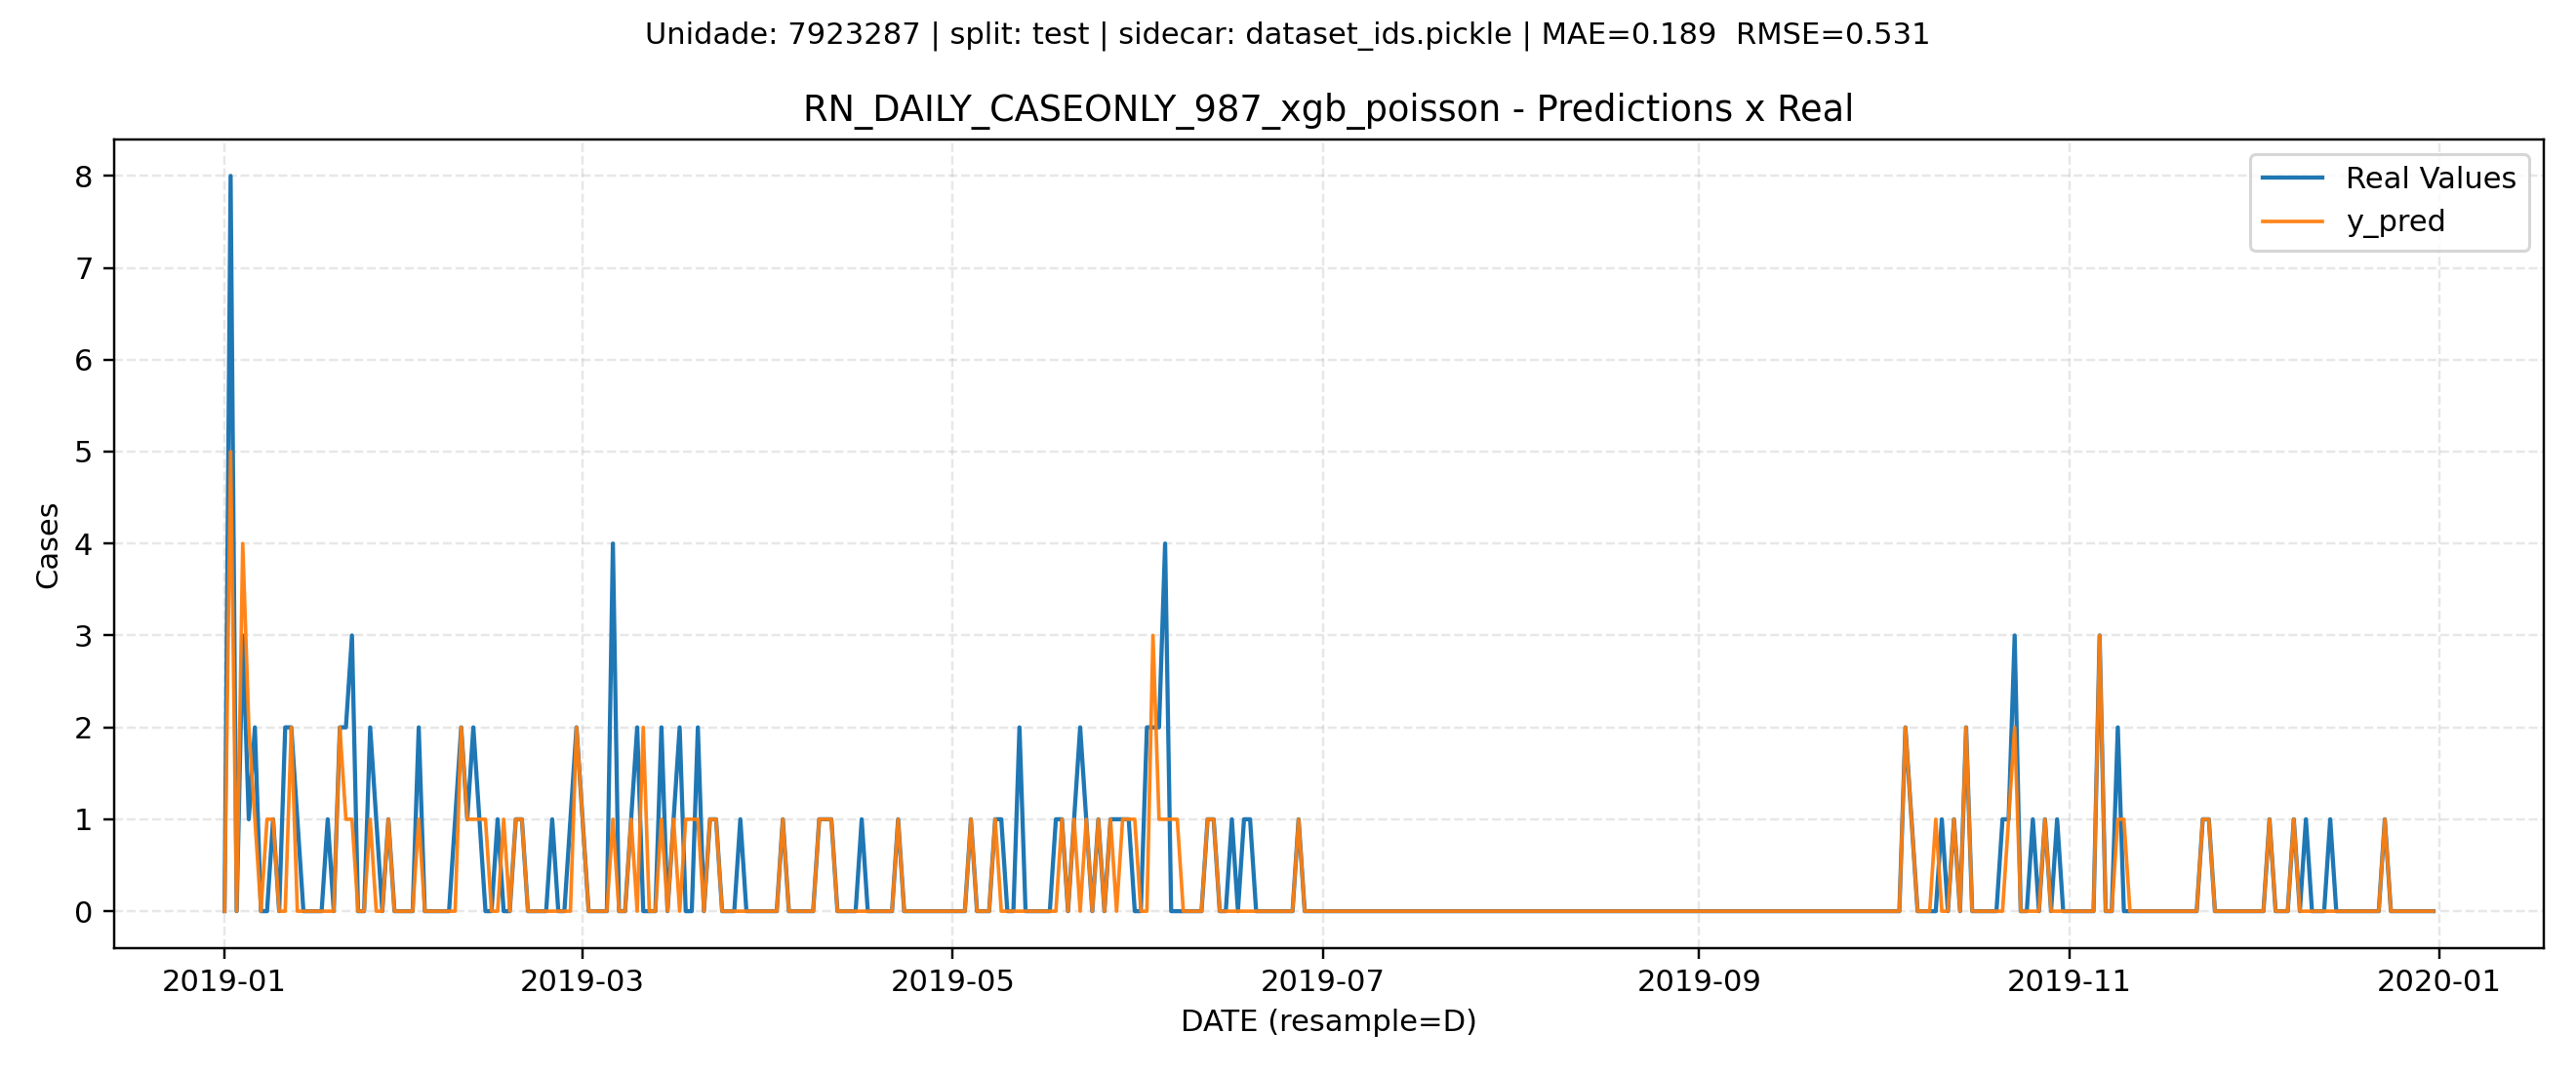 Unidade: 7923287 | split: test | sidecar: dataset_ids.pickle | MAE=0.189  RMSE=0.531
RN_DAILY_CASEONLY_987_xgb_poisson - Predictions x Real
Real Values
y_pred
8
7
6
5
4
3
2
1
0
Cases
2019-01
2019-03
2019-05
2019-07
2019-09
2019-11
2020-01
DATE (resample=D)